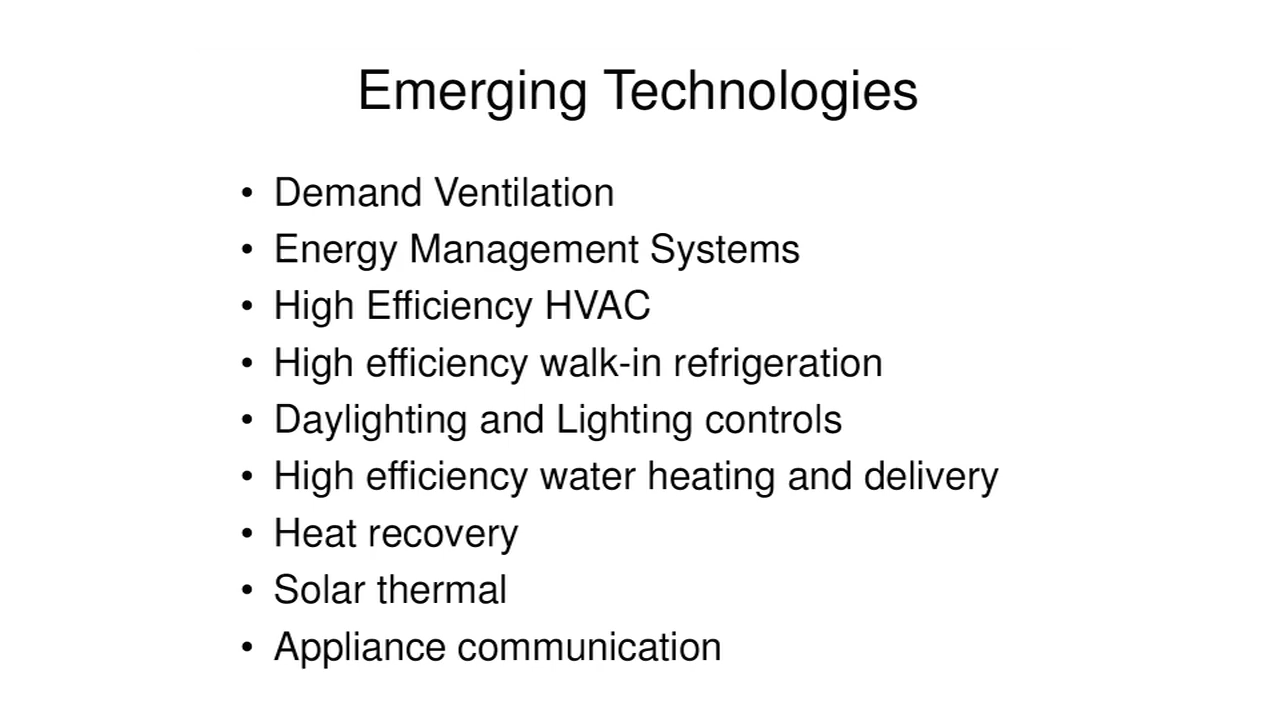 Emerging Technologies
• Demand Ventilation
• Energy Management Systems
• High Efficiency HVAC
• High efficiency walk-in refrigeration
• Daylighting and Lighting controls
• High efficiency water heating and delivery
• Heat recovery
• Solar thermal
• Appliance communication